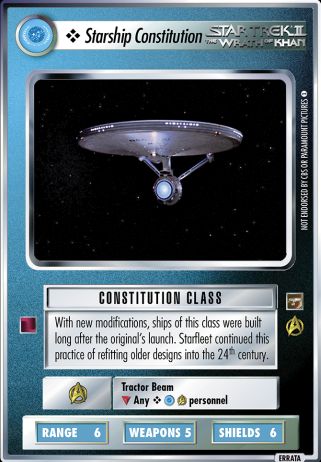 ❖ Starship Constitution STAR TREK II
THE WRATH OF KHAN
NOT ENDORSED BY CBS OR PARAMOUNT PICTURES
CONSTITUTION CLASS
With new modifications, ships of this class were built
long after the original's launch. Starfleet continued this
practice of refitting older designs into the 24th century.
Tractor Beam
Any ❖ personnel
RANGE 6 WEAPONS 5 SHIELDS 6
ERRATA